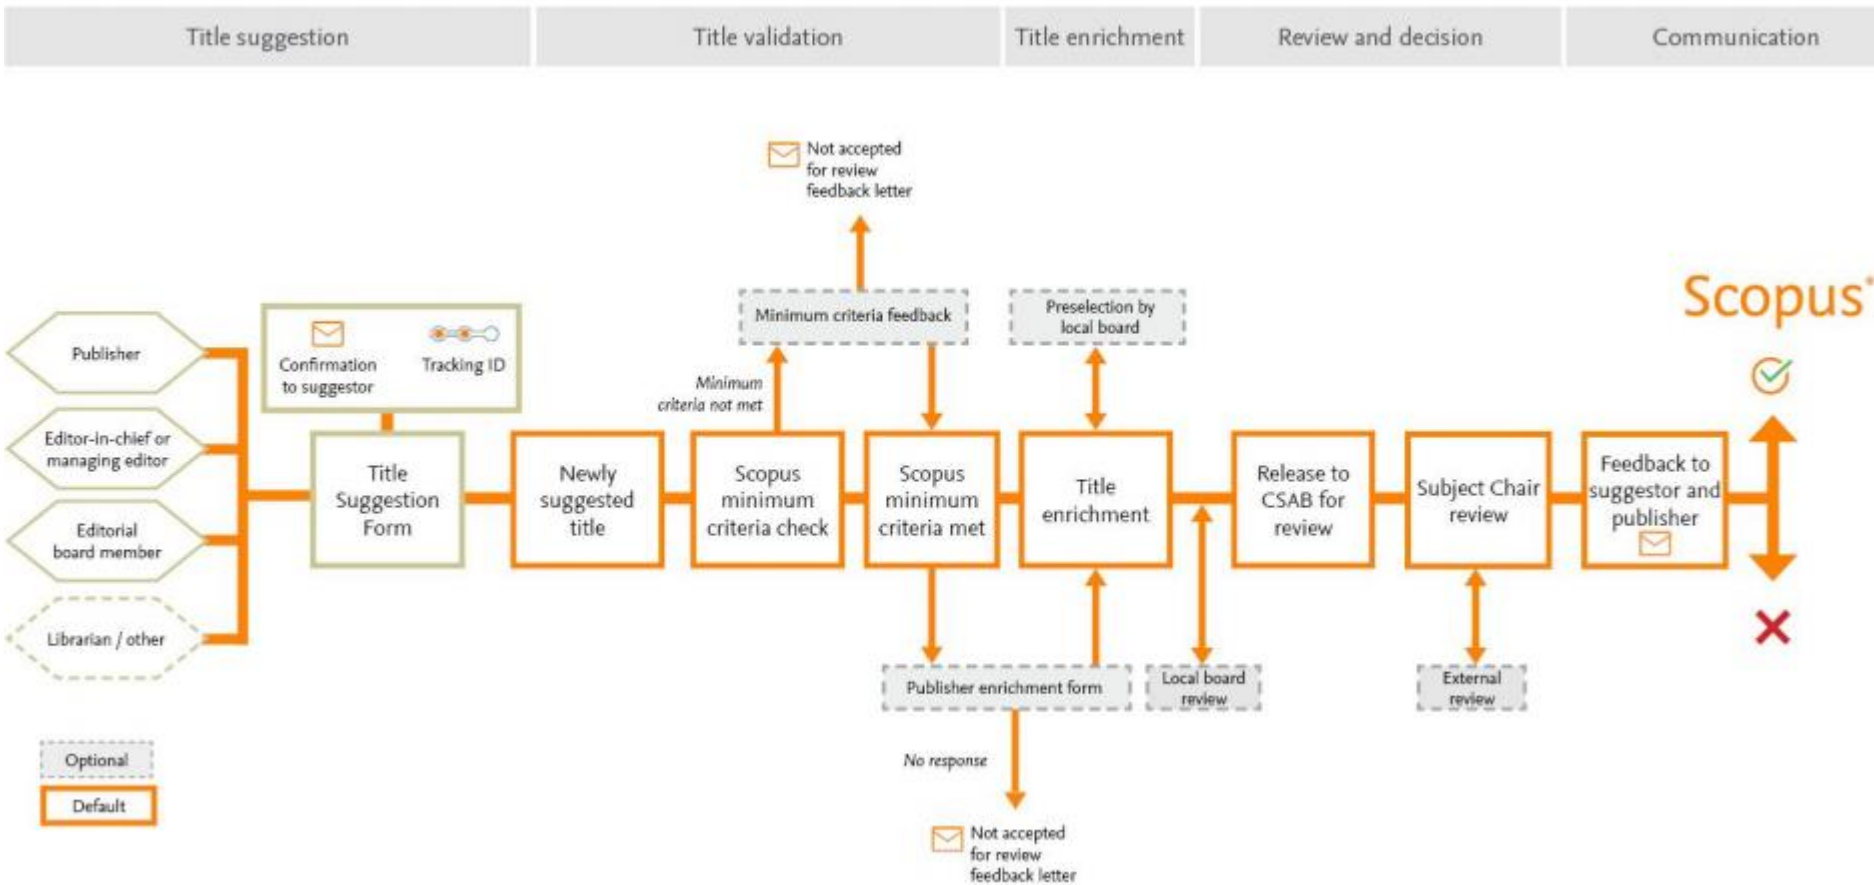 Title suggestion
Title validation
Title enrichment
Review and decision
Communication
Not accepted
for review
feedback letter
Minimum criteria feedback
Preselection by
local board
Scopus®
Publisher
Confirmation
to suggestor
Tracking ID
Minimum
criteria not met
Editor-in-chief or
managing editor
Title
Suggestion
Form
Newly
suggested
title
Scopus
minimum
criteria check
Scopus
minimum
criteria met
Title
enrichment
Release to
CSAB for
review
Subject Chair
review
Feedback to
suggestor and
publisher
Editorial
board member
Librarian / other
Publisher enrichment form
Local board
review
External
review
Optional
Default
No response
Not accepted
for review
feedback letter